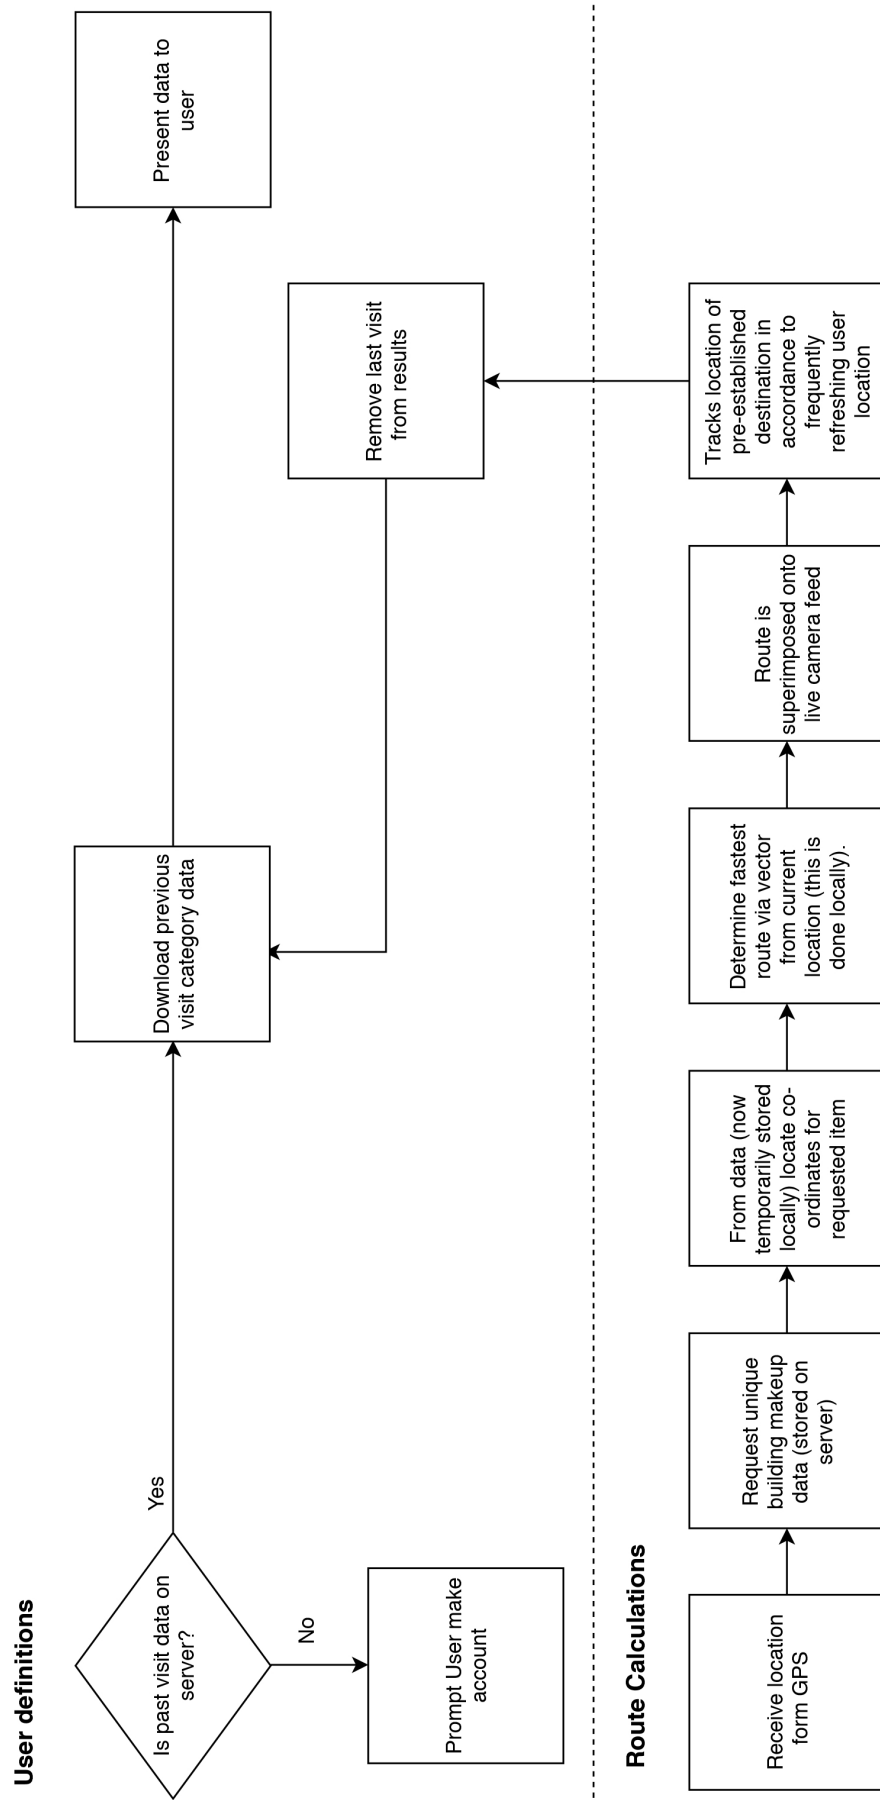 User definitions
Is past visit data on
server?
Yes
No
Prompt User make
account
Download previous
visit category data
Present data to
user
Remove last visit
from results
Route Calculations
Receive location
form GPS
Request unique
building makeup
data (stored on
server)
From data (now
temporarily stored
locally) locate co-
ordinates for
requested item
Determine fastest
route via vector
from current
location (this is
done locally).
Route is
superimposed onto
live camera feed
Tracks location of
pre-established
destination in
accordance to
frequently
refreshing user
location